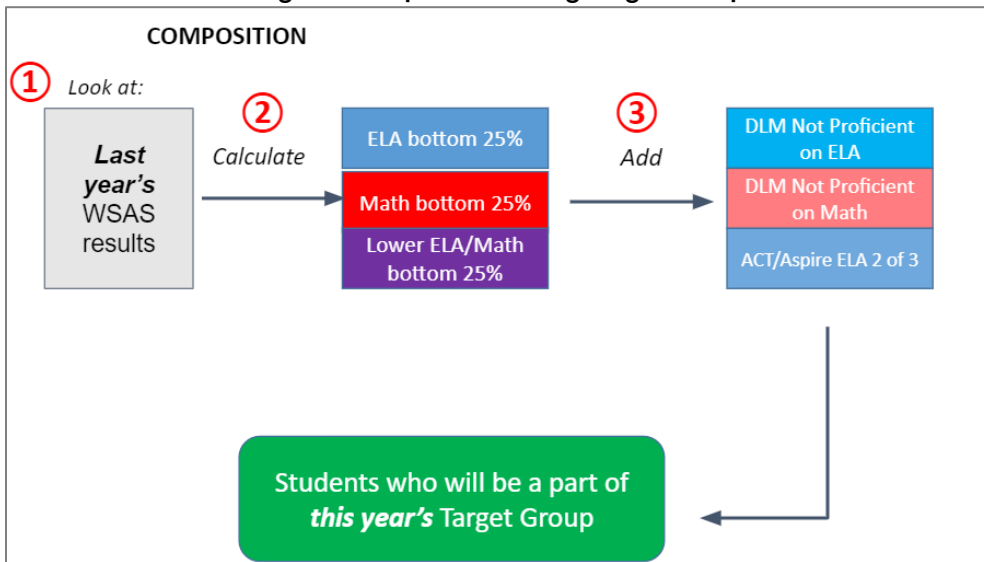 COMPOSITION
① Look at:
Last
year's
WSAS
results
②
Calculate
ELA bottom 25%
Math bottom 25%
Lower ELA/Math
bottom 25%
③
Add
DLM Not Proficient
on ELA
DLM Not Proficient
on Math
ACT/Aspire ELA 2 of 3
Students who will be a part of
this year's Target Group